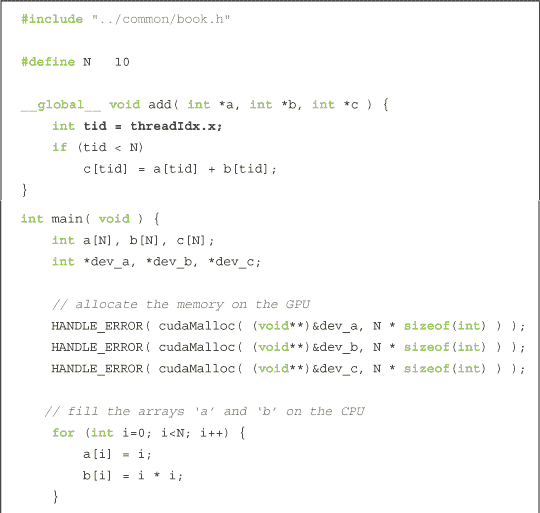 #include "../common/book.h"
#define N   10
__global__ void add( int *a, int *b, int *c ) {
    int tid = threadIdx.x;
    if (tid < N)
        c[tid] = a[tid] + b[tid];
}
int main( void ) {
    int a[N], b[N], c[N];
    int *dev_a, *dev_b, *dev_c;
    // allocate the memory on the GPU
    HANDLE_ERROR( cudaMalloc( (void**)&dev_a, N * sizeof(int) ) );
    HANDLE_ERROR( cudaMalloc( (void**)&dev_b, N * sizeof(int) ) );
    HANDLE_ERROR( cudaMalloc( (void**)&dev_c, N * sizeof(int) ) );
   // fill the arrays ‘a’ and ‘b’ on the CPU
    for (int i=0; i<N; i++) {
        a[i] = i;
        b[i] = i * i;
    }